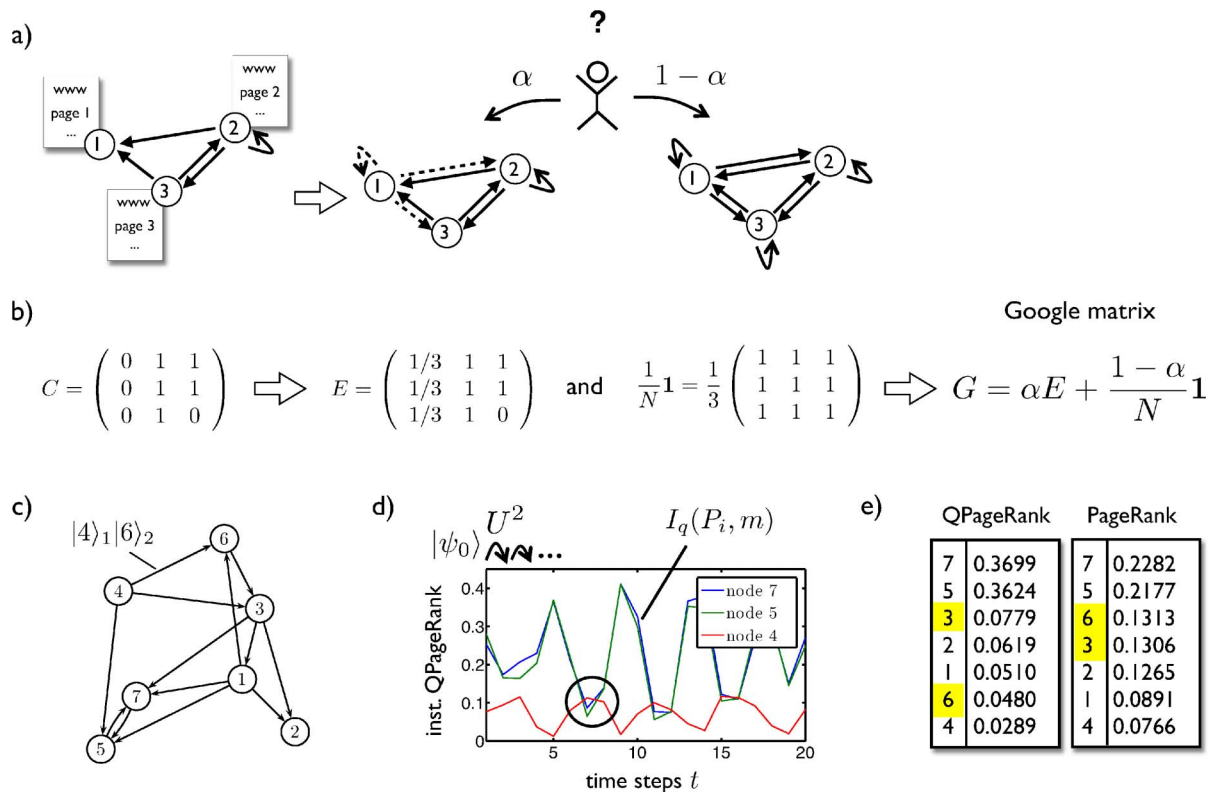 a)
?
α
1 − α
www
page 1
...
www
page 2
...
www
page 3
...
1
2
3
1
2
3
1
2
3
b)
Google matrix
C = ( 0 1 1
0 1 1
0 1 0 )
E = ( 1/3 1 1
1/3 1 1
1/3 1 0 )
and
1/N 1 = 1/3 ( 1 1 1
1 1 1
1 1 1 )
G = αE + (1 − α)/N 1
c)
|4⟩₁|6⟩₂
6
4
3
1
7
5
2
d)
|ψ₀⟩ U² ...
I_q(P_i, m)
inst. QPageRank
0.4
0.3
0.2
0.1
0
node 7
node 5
node 4
5 10 15 20
time steps t
e)
QPageRank PageRank
7 0.3699 7 0.2282
5 0.3624 5 0.2177
3 0.0779 6 0.1313
2 0.0619 3 0.1306
1 0.0510 2 0.1265
6 0.0480 1 0.0891
4 0.0289 4 0.0766